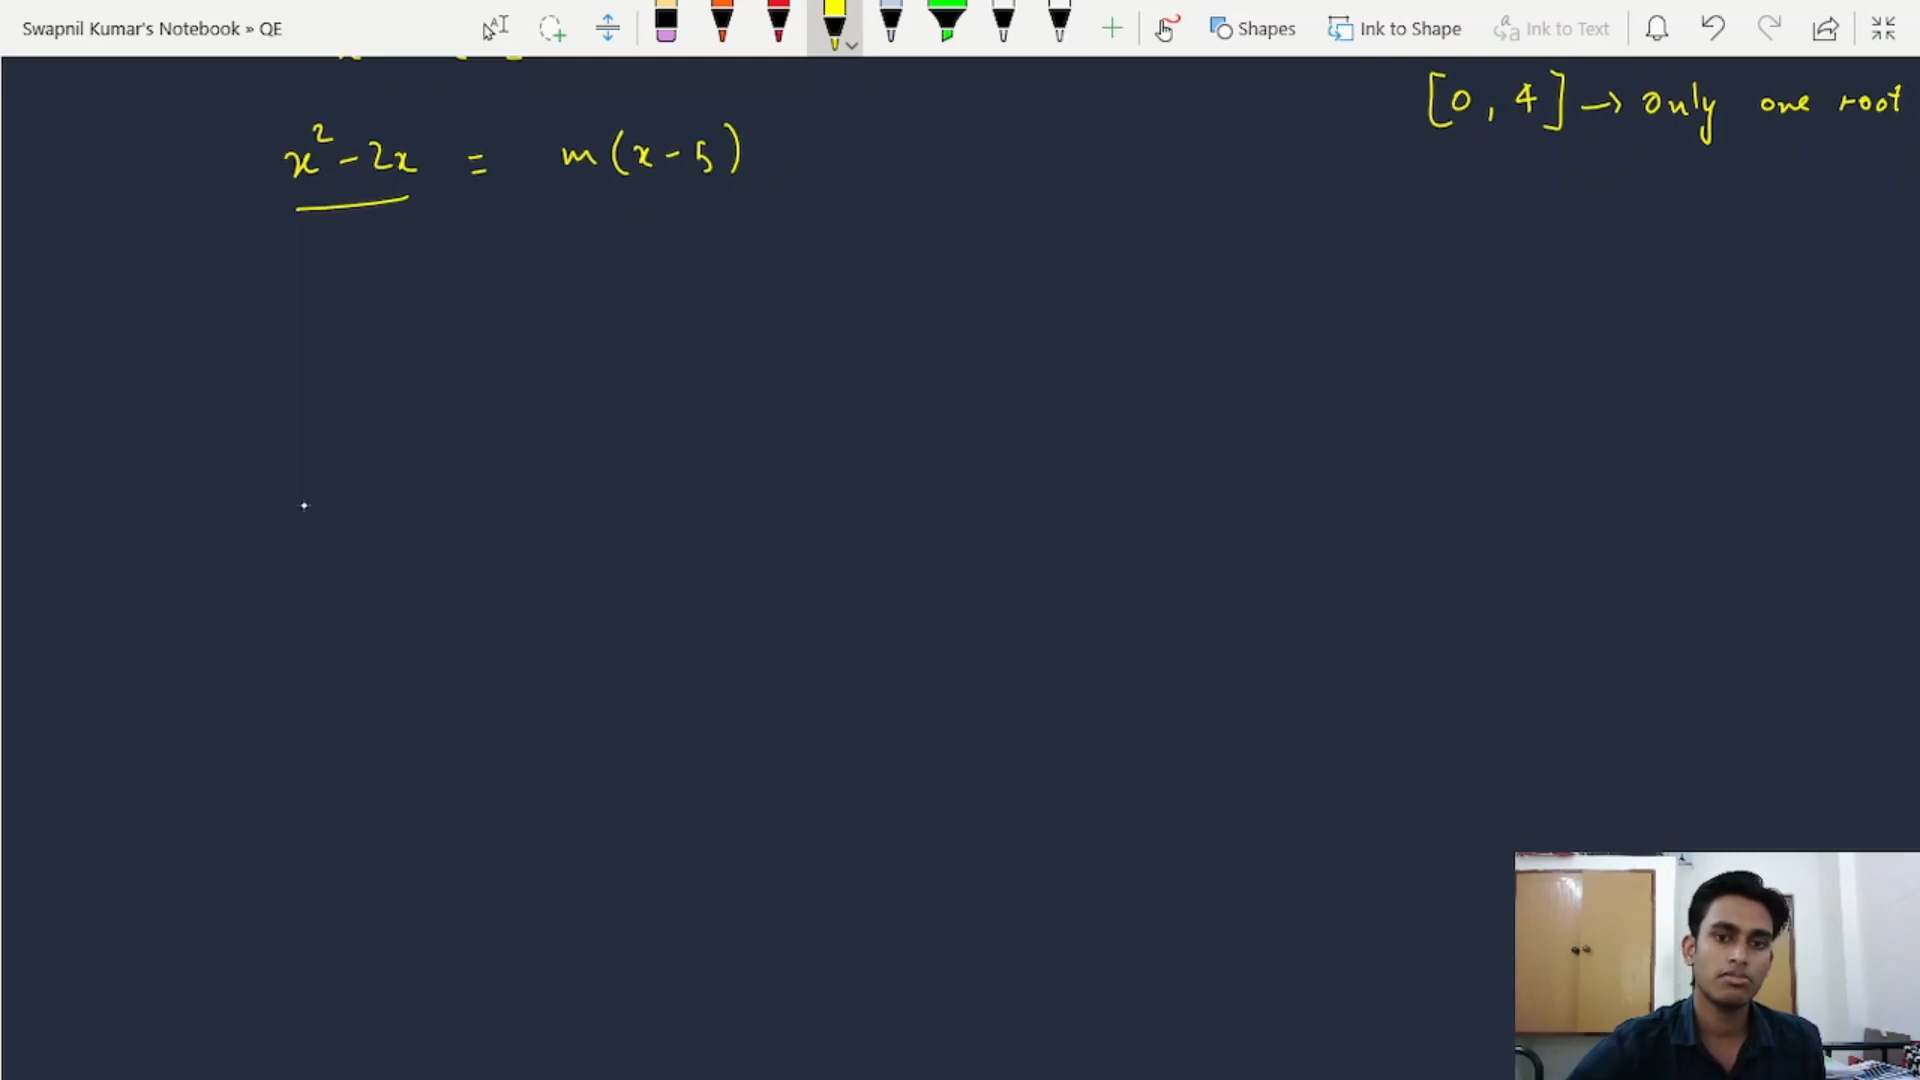 Swapnil Kumar's Notebook » QE
Shapes
Ink to Shape
Ink to Text
[0, 4] → only one root
x² - 2x = m(x - 5)